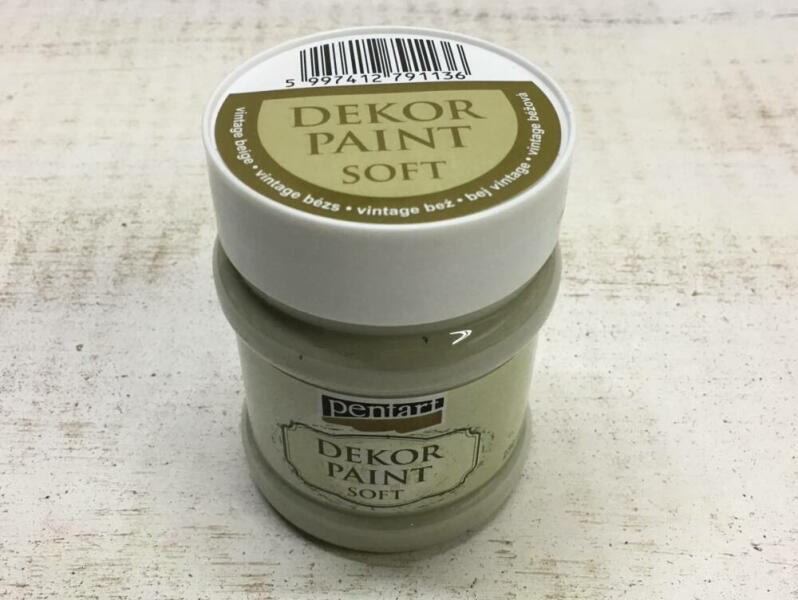 5 997412 791136
DEKOR
PAINT
SOFT
vintage beige • vintage bézs • vintage bež • bej vintage • vintage béžová
pentart
DEKOR
PAINT
SOFT